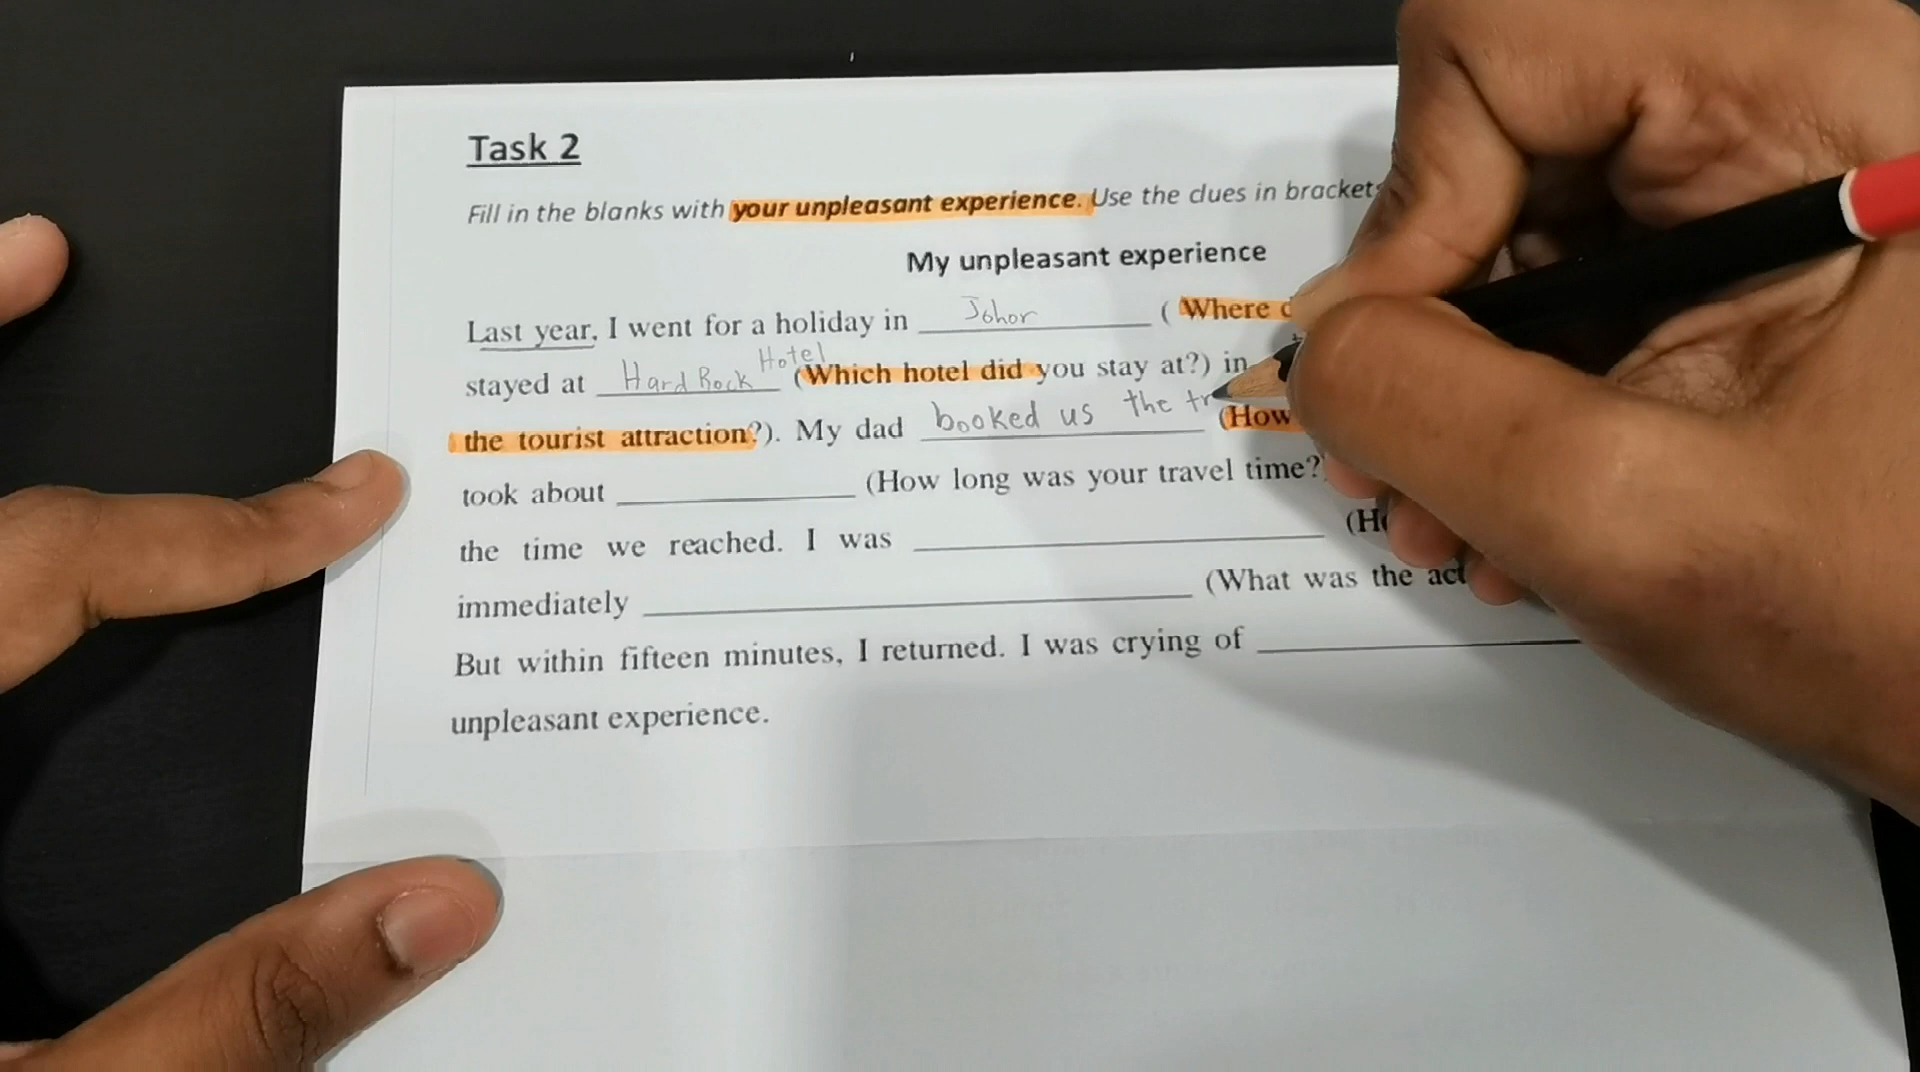 Task 2
Fill in the blanks with your unpleasant experience. Use the clues in brackets
My unpleasant experience
Last year, I went for a holiday in Johor ( Where
stayed at Hard Rock Hotel (Which hotel did you stay at?) in
the tourist attraction?). My dad booked us the tr (How
took about (How long was your travel time?)
the time we reached. I was
immediately (What was the act
But within fifteen minutes, I returned. I was crying of
unpleasant experience.